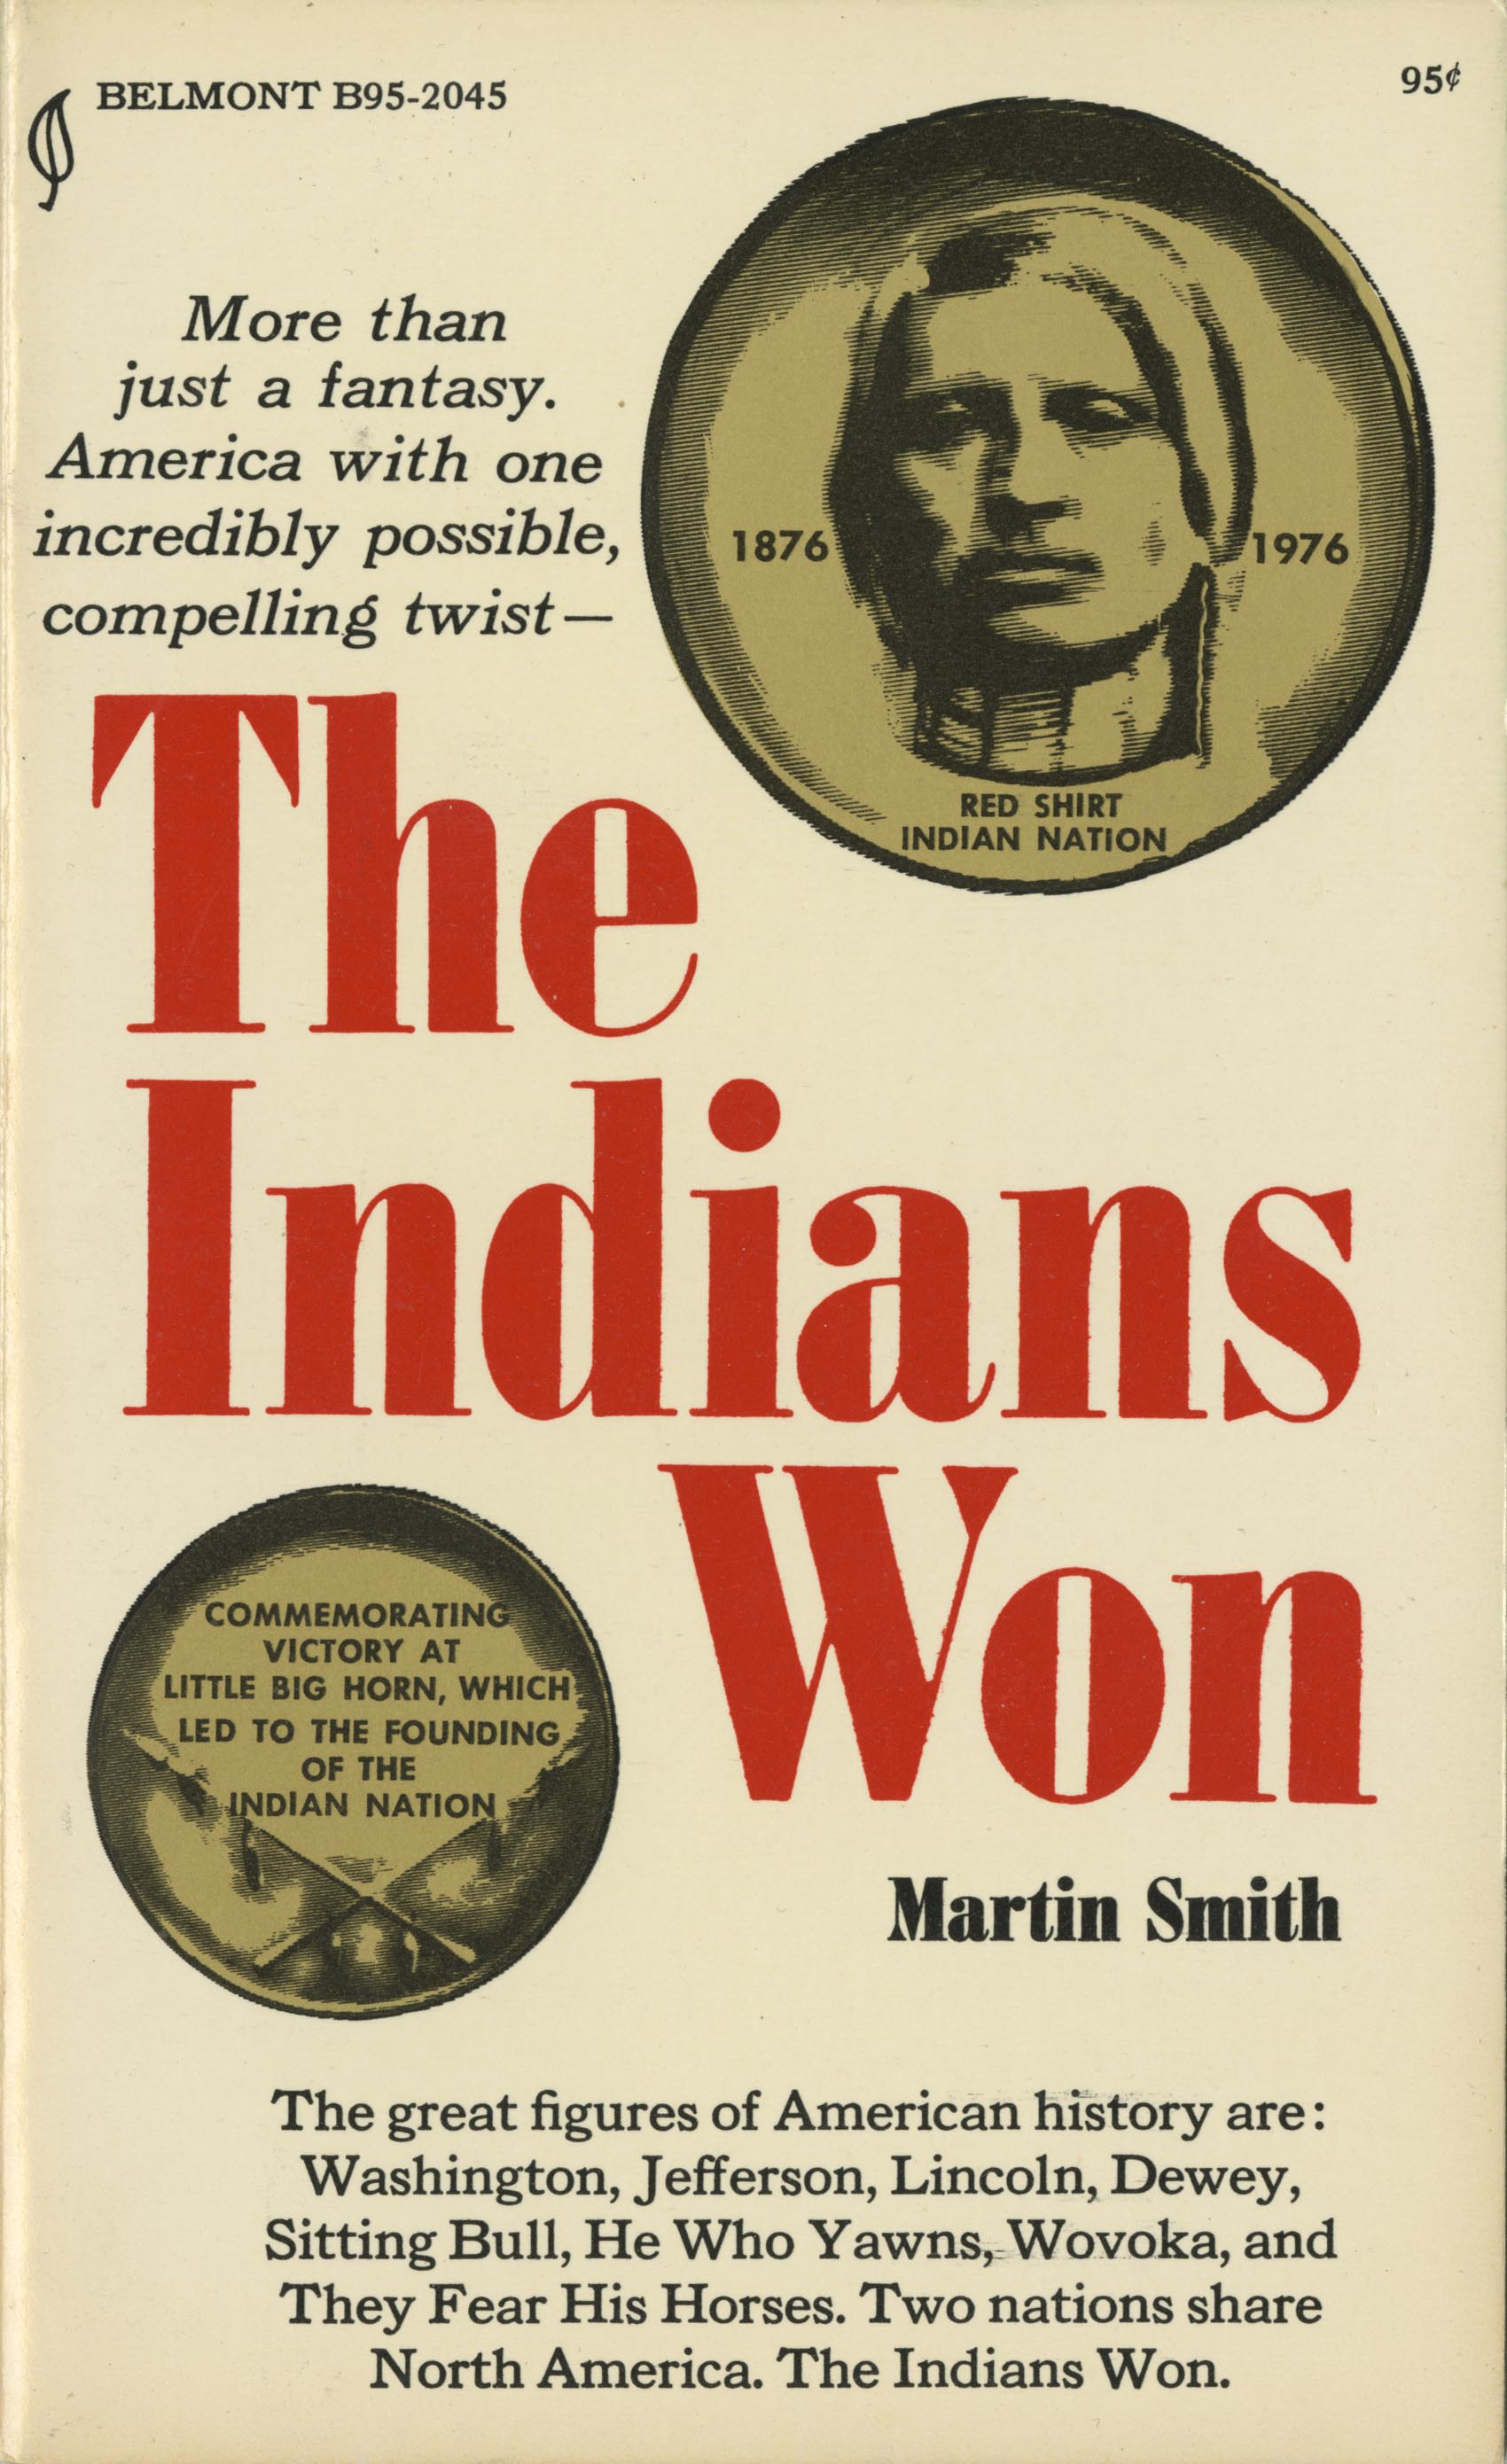 BELMONT B95-2045
95¢
More than
just a fantasy.
America with one
incredibly possible,
compelling twist—
1876
1976
RED SHIRT
INDIAN NATION
The
Indians
Won
COMMEMORATING
VICTORY AT
LITTLE BIG HORN, WHICH
LED TO THE FOUNDING
OF THE
INDIAN NATION
Martin Smith
The great figures of American history are:
Washington, Jefferson, Lincoln, Dewey,
Sitting Bull, He Who Yawns, Wovoka, and
They Fear His Horses. Two nations share
North America. The Indians Won.